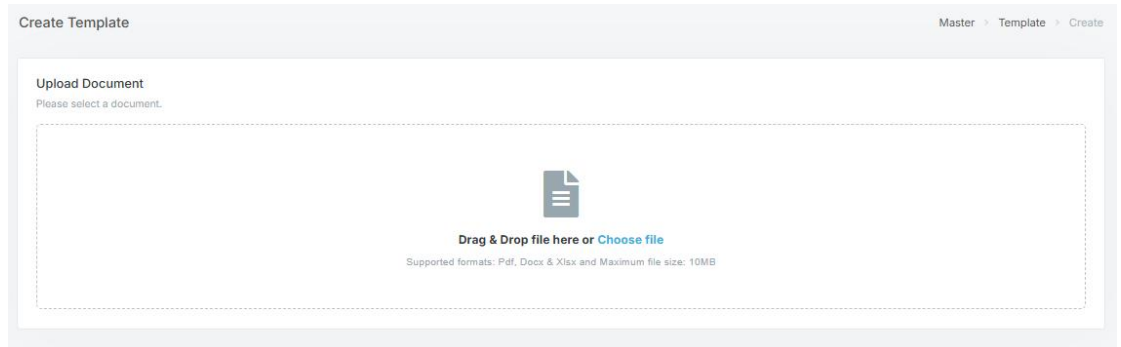 Create Template
Master > Template > Create
Upload Document
Please select a document.
Drag & Drop file here or Choose file
Supported formats: Pdf, Docx & Xlsx and Maximum file size: 10MB